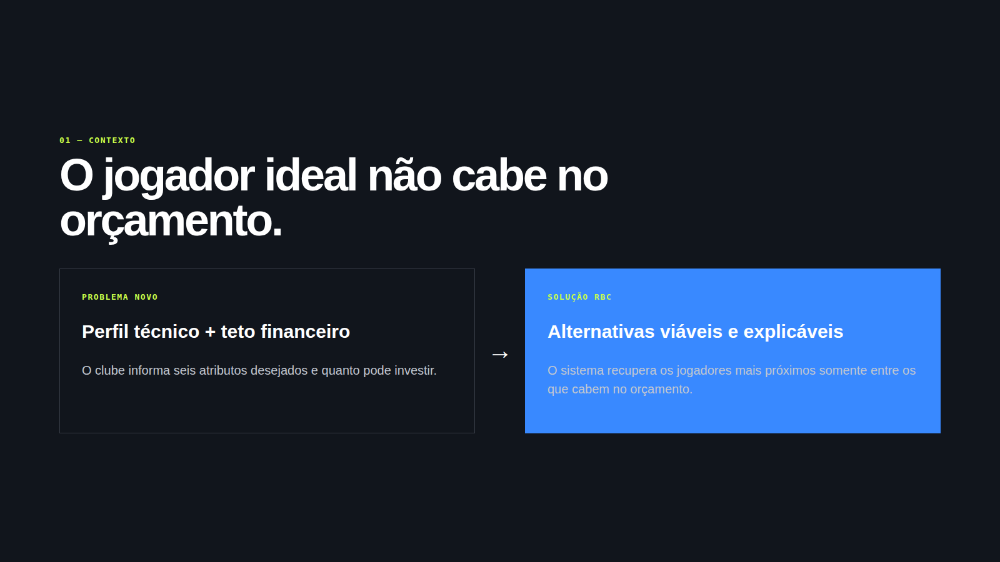 01 — CONTEXTO
O jogador ideal não cabe no
orçamento.
PROBLEMA NOVO
Perfil técnico + teto financeiro
O clube informa seis atributos desejados e quanto pode investir.
→
SOLUÇÃO RBC
Alternativas viáveis e explicáveis
O sistema recupera os jogadores mais próximos somente entre os
que cabem no orçamento.